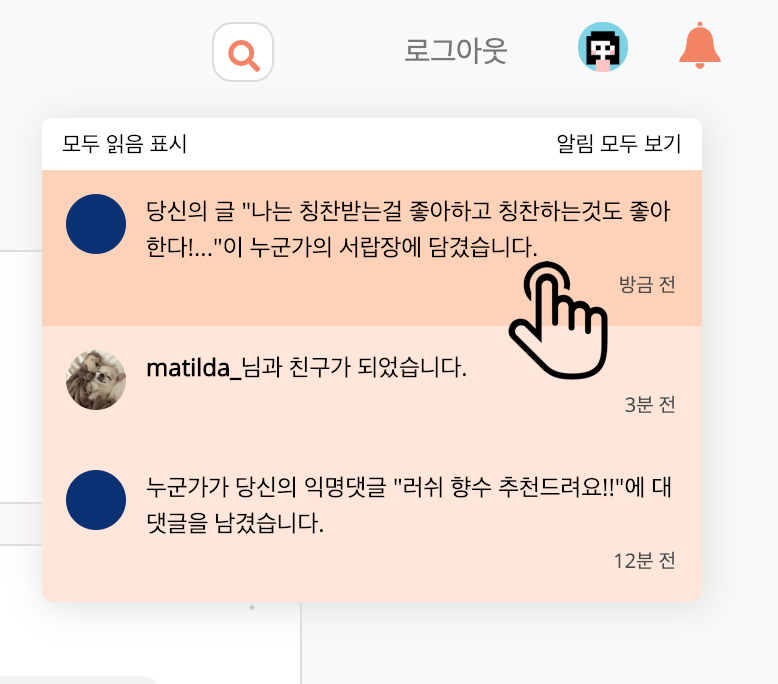 로그아웃
모두 읽음 표시
알림 모두 보기
당신의 글 "나는 칭찬받는걸 좋아하고 칭찬하는것도 좋아
한다!..."이 누군가의 서랍장에 담겼습니다.
방금 전
matilda_님과 친구가 되었습니다.
3분 전
누군가가 당신의 익명댓글 "러쉬 향수 추천드려요!!"에 대
댓글을 남겼습니다.
12분 전